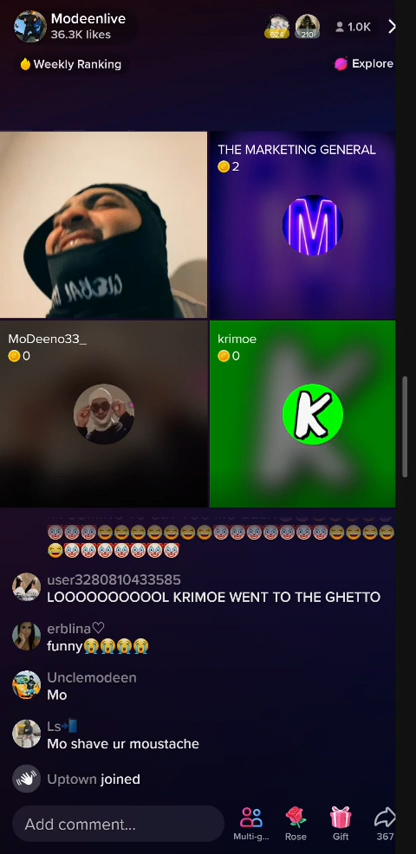 Modeenlive
36.3K likes
624
210
1.0K
Weekly Ranking
Explore
THE MARKETING GENERAL
2
M
MoDeeno33_
0
krimoe
0
K
user3280810433585
LOOOOOOOOOOL KRIMOE WENT TO THE GHETTO
erblina♡
funny😭😭😭😭
Unclemodeen
Mo
Ls📲
Mo shave ur moustache
Uptown joined
Add comment...
Multi-g...
Rose
Gift
367